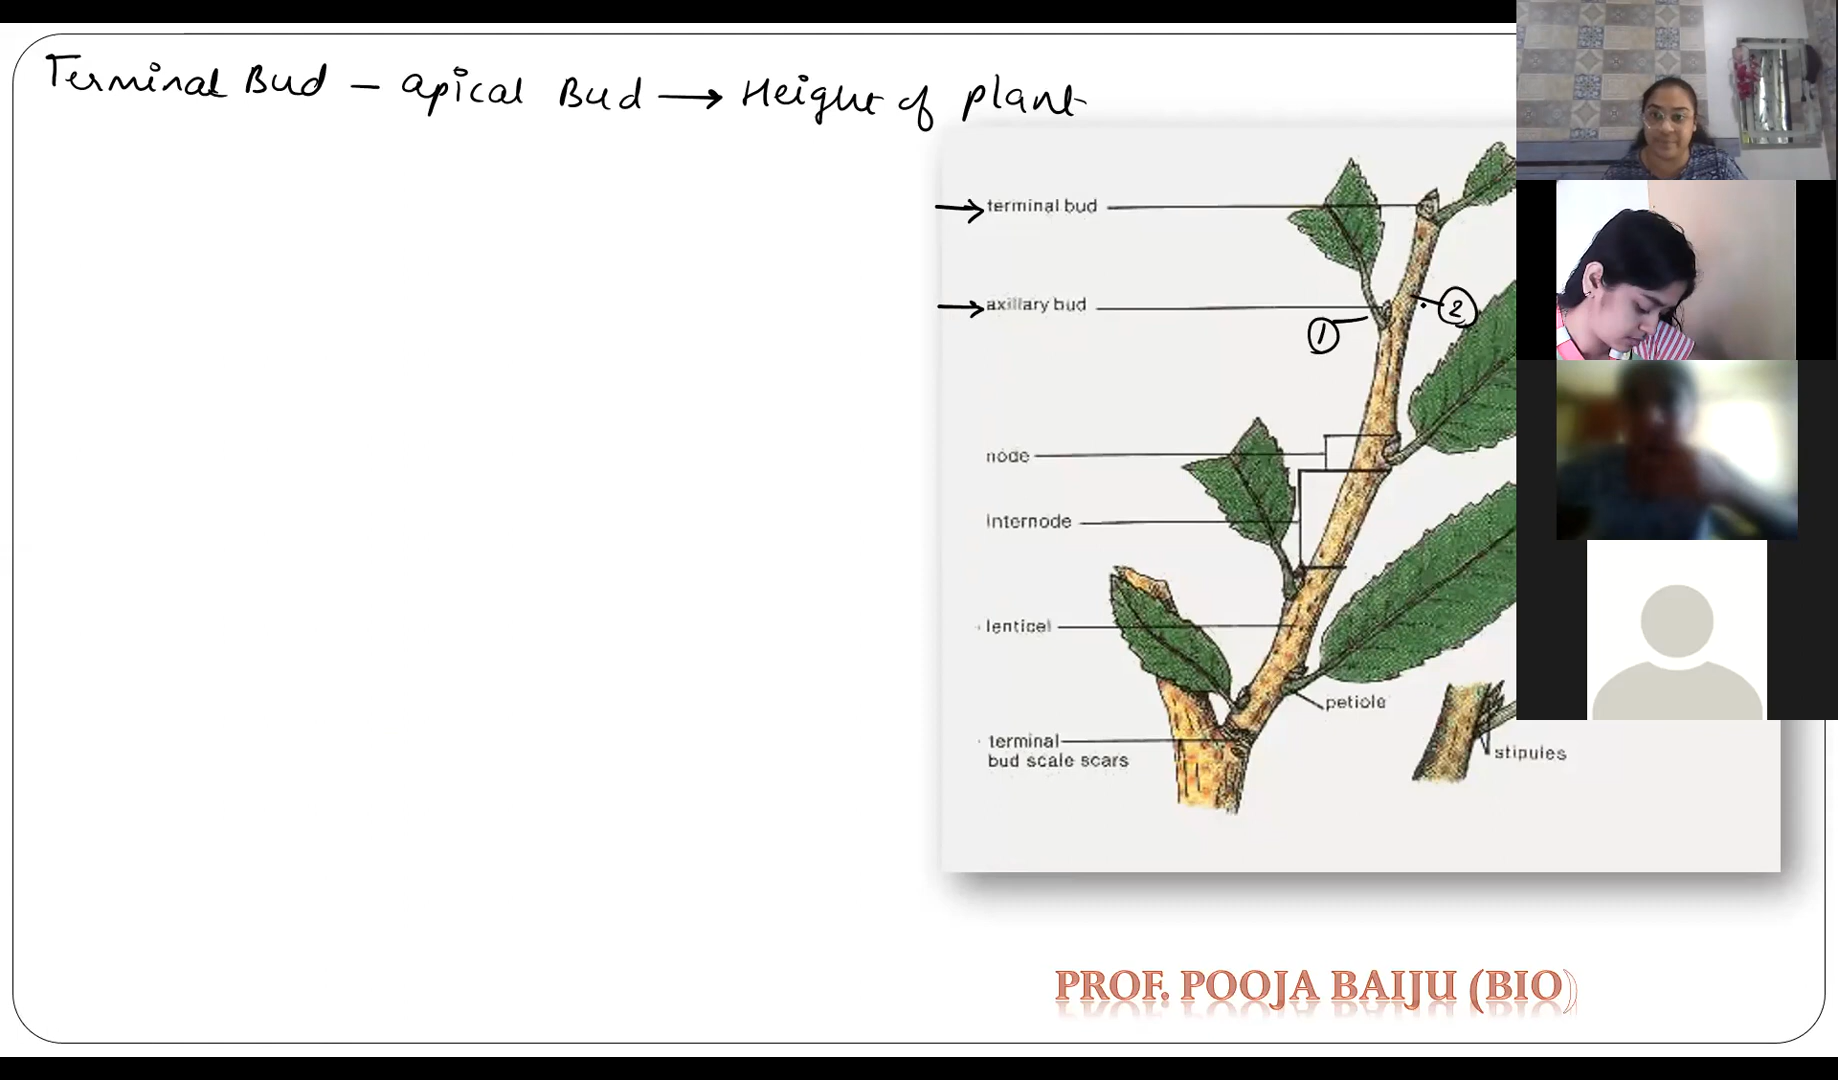 Terminal Bud – apical Bud → Height of plant
terminal bud
axillary bud
2
1
node
internode
lenticel
petiole
terminal
bud scale scars
stipules
PROF. POOJA BAIJU (BIO)